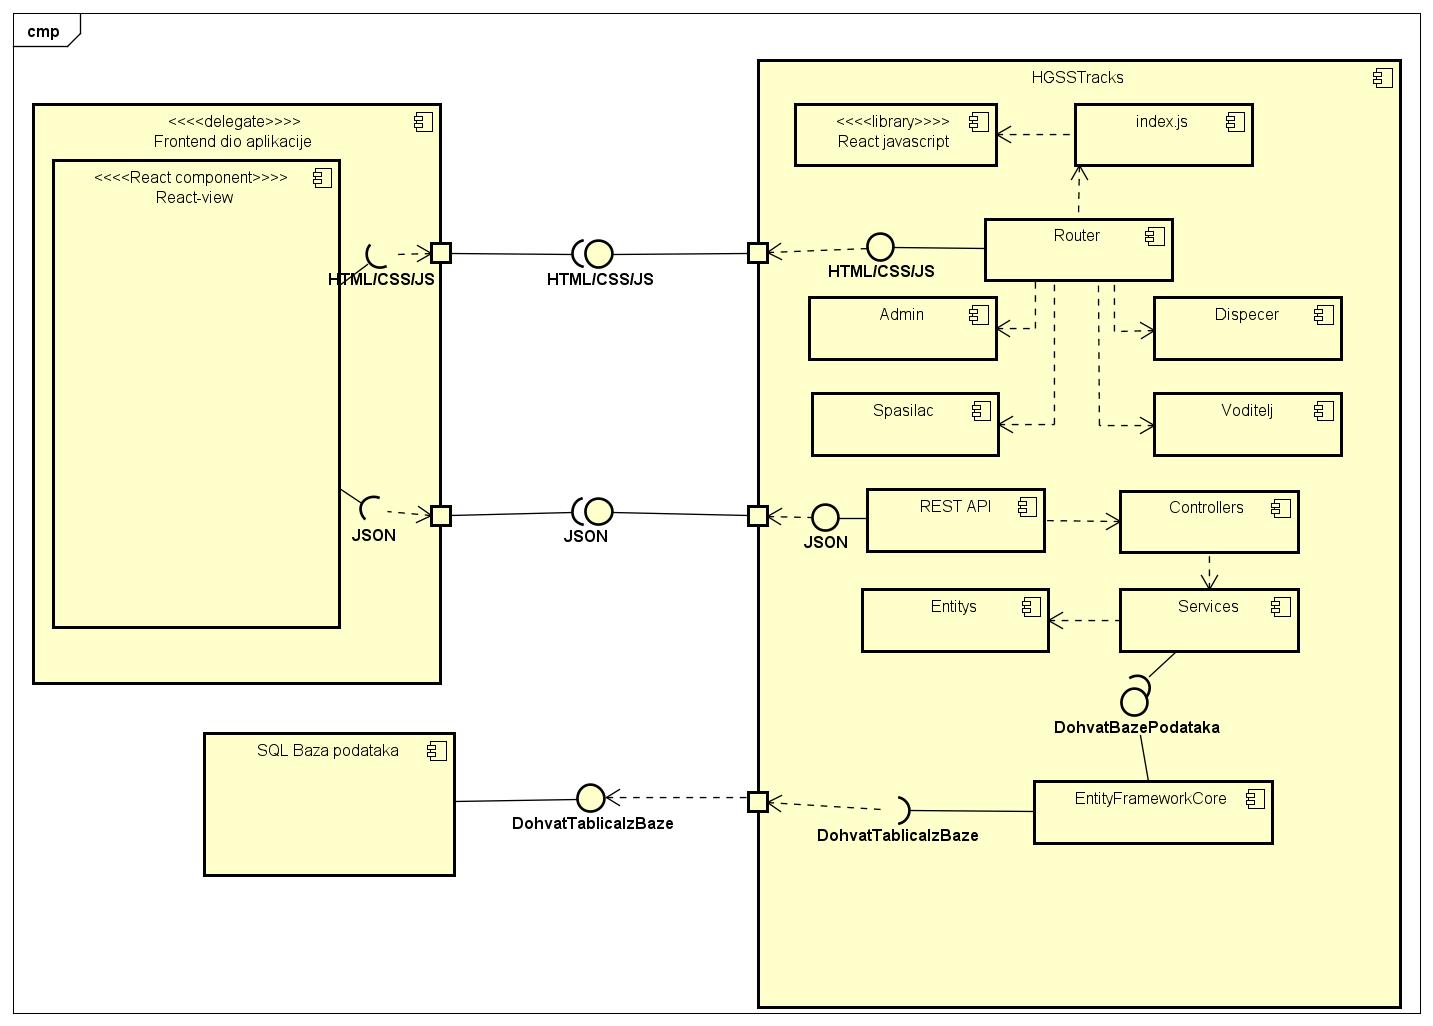 cmp
HGSSTracks
<<<<delegate>>>>
Frontend dio aplikacije
<<<<React component>>>>
React-view
<<<<library>>>>
React javascript
index.js
Router
HTML/CSS/JS
HTML/CSS/JS
HTML/CSS/JS
Admin
Dispecer
Spasilac
Voditelj
JSON
JSON
JSON
REST API
Controllers
Entitys
Services
DohvatBazePodataka
SQL Baza podataka
DohvatTablicaIzBaze
DohvatTablicaIzBaze
EntityFrameworkCore